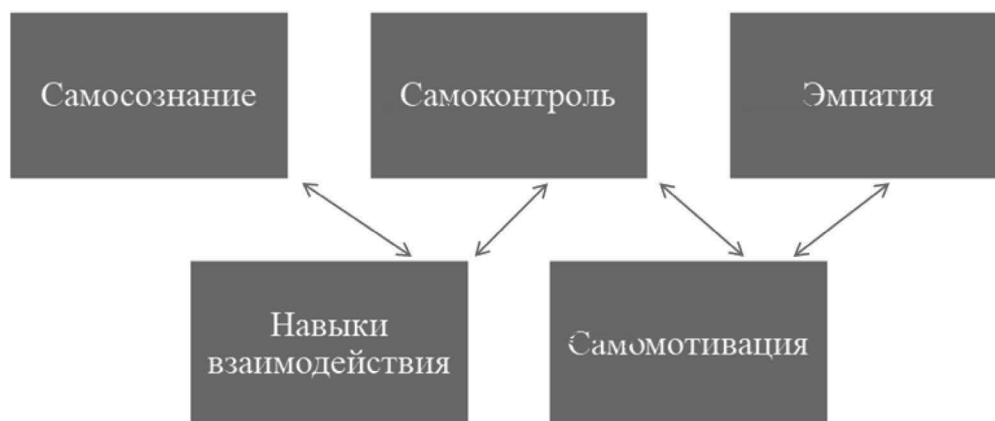 Самосознание
Самоконтроль
Эмпатия
Навыки
взаимодействия
Самомотивация